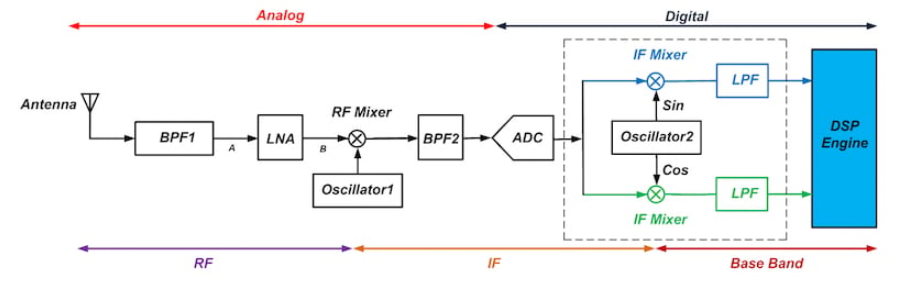 Analog
Digital
IF Mixer
LPF
Antenna
RF Mixer
Sin
BPF1
A
LNA
B
BPF2
ADC
Oscillator2
DSP
Engine
Oscillator1
Cos
LPF
IF Mixer
RF
IF
Base Band